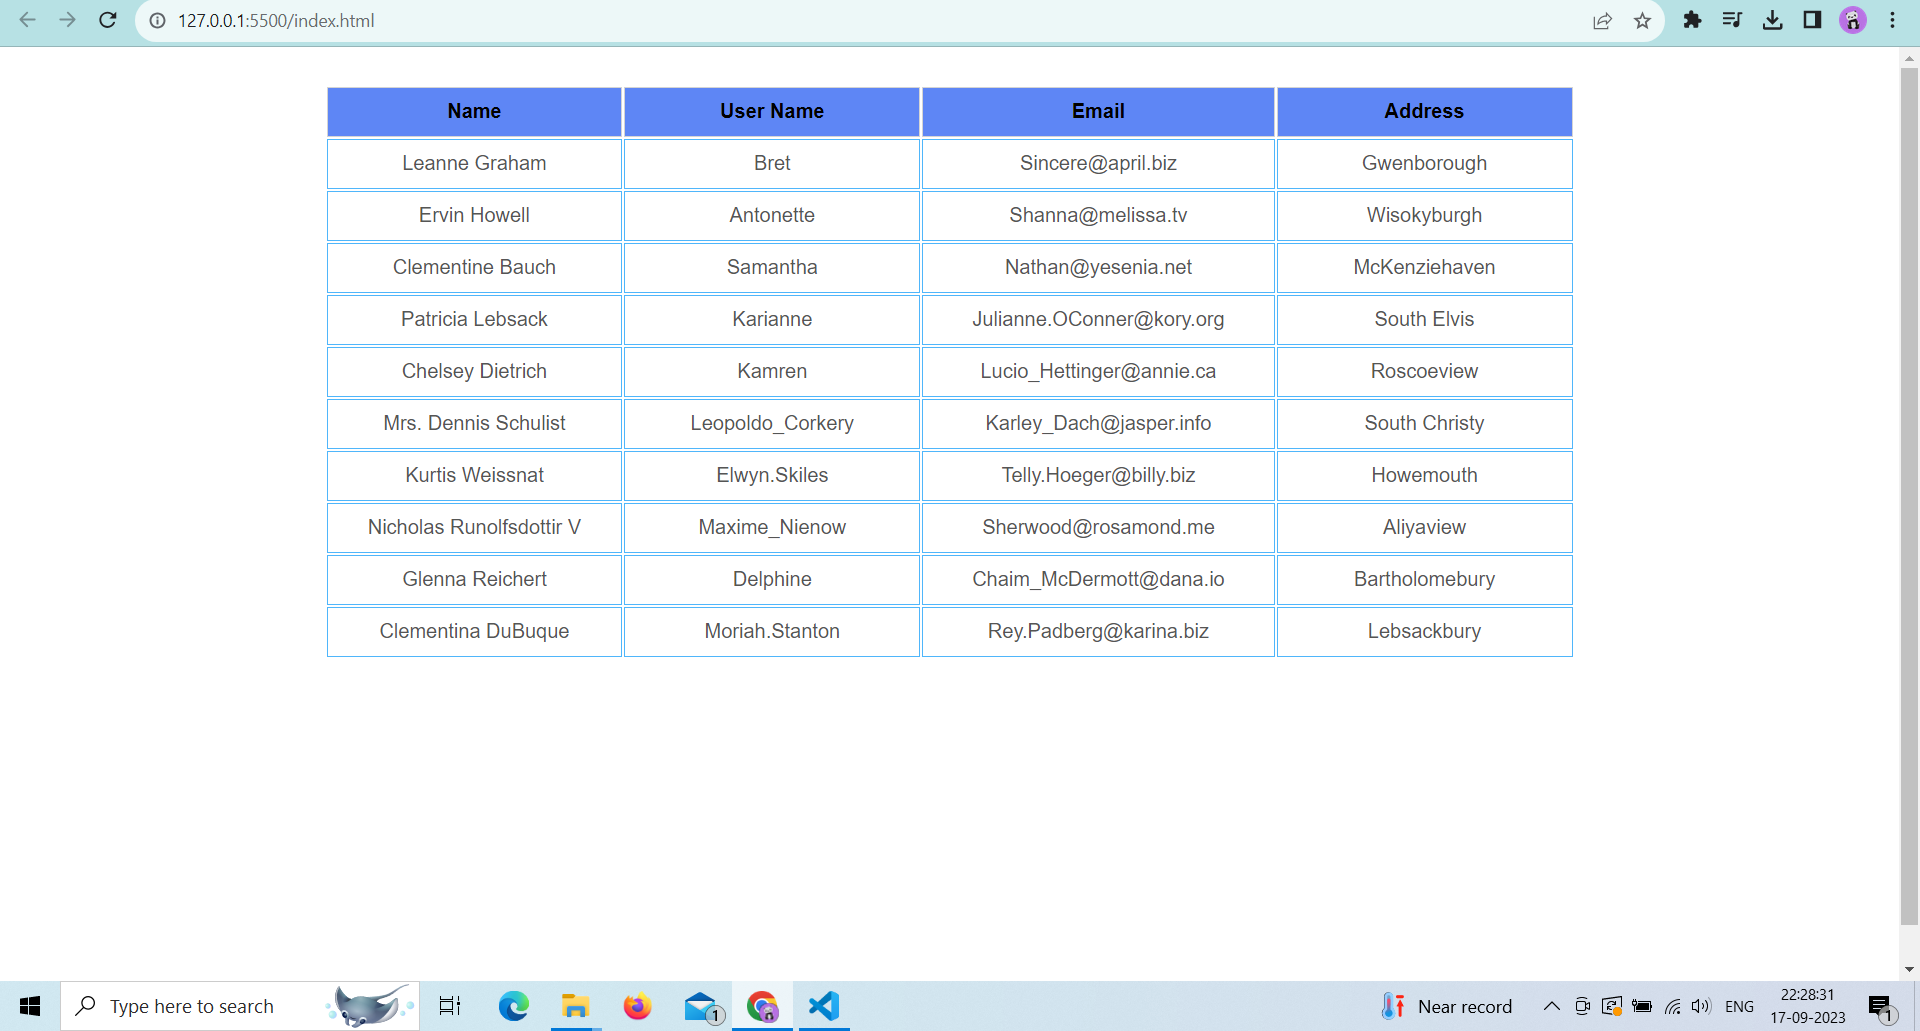 127.0.0.1:5500/index.html
Name User Name Email Address
Leanne Graham Bret Sincere@april.biz Gwenborough
Ervin Howell Antonette Shanna@melissa.tv Wisokyburgh
Clementine Bauch Samantha Nathan@yesenia.net McKenziehaven
Patricia Lebsack Karianne Julianne.OConner@kory.org South Elvis
Chelsey Dietrich Kamren Lucio_Hettinger@annie.ca Roscoeview
Mrs. Dennis Schulist Leopoldo_Corkery Karley_Dach@jasper.info South Christy
Kurtis Weissnat Elwyn.Skiles Telly.Hoeger@billy.biz Howemouth
Nicholas Runolfsdottir V Maxime_Nienow Sherwood@rosamond.me Aliyaview
Glenna Reichert Delphine Chaim_McDermott@dana.io Bartholomebury
Clementina DuBuque Moriah.Stanton Rey.Padberg@karina.biz Lebsackbury
Type here to search 1 Near record ENG 22:28:31 1
17-09-2023